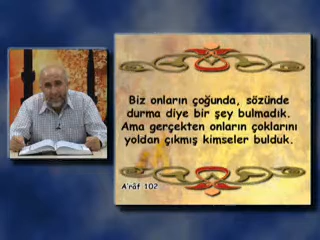 Biz onların çoğunda, sözünde
durma diye bir şey bulmadık.
Ama gerçekten onların çoklarını
yoldan çıkmış kimseler bulduk.
A'râf 102